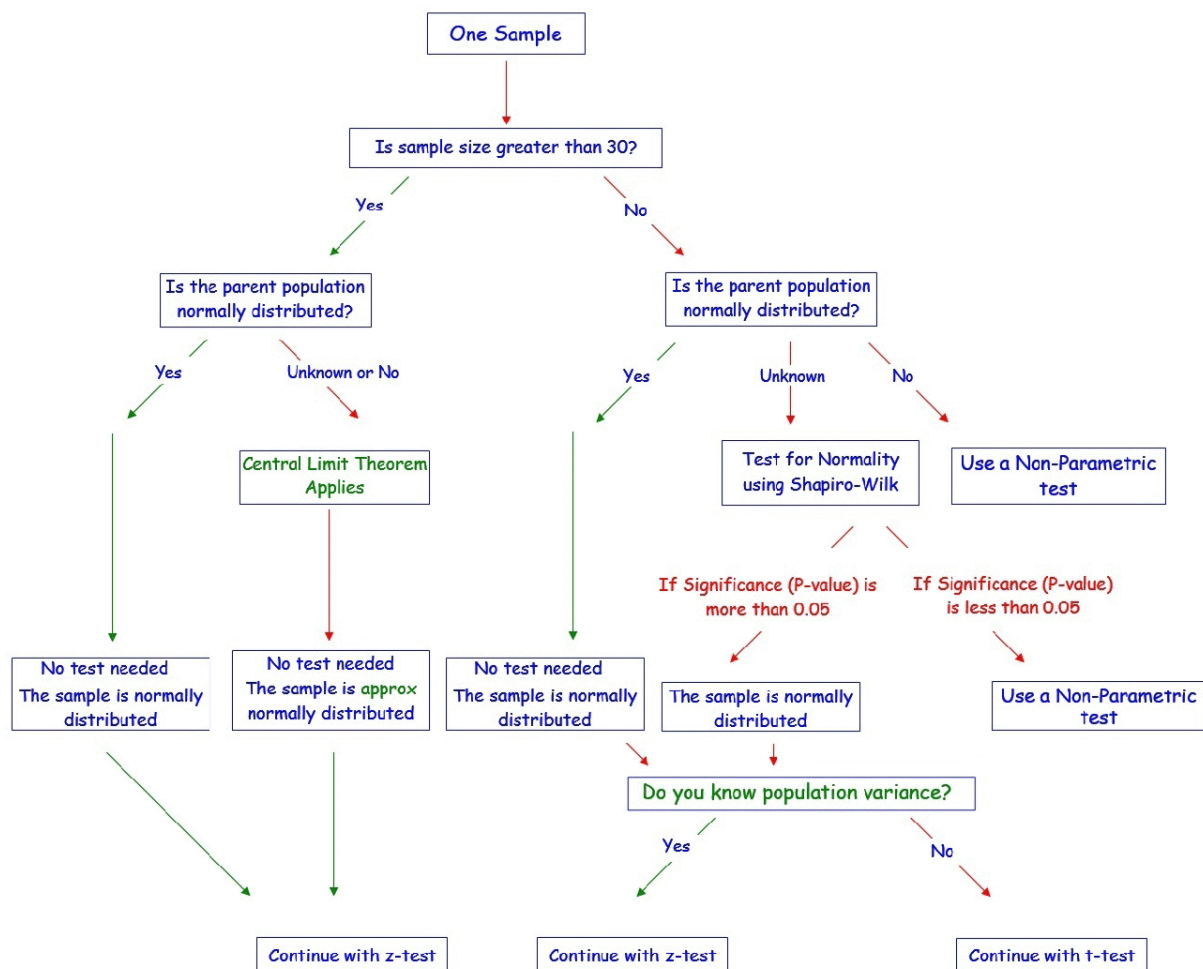 One Sample
Is sample size greater than 30?
Yes
No
Is the parent population
normally distributed?
Is the parent population
normally distributed?
Yes
Unknown or No
Yes
Unknown
No
Central Limit Theorem
Applies
Test for Normality
using Shapiro-Wilk
Use a Non-Parametric
test
If Significance (P-value) is
more than 0.05
If Significance (P-value)
is less than 0.05
No test needed
The sample is normally
distributed
No test needed
The sample is approx
normally distributed
No test needed
The sample is normally
distributed
The sample is normally
distributed
Use a Non-Parametric
test
Do you know population variance?
Yes
No
Continue with z-test
Continue with z-test
Continue with t-test